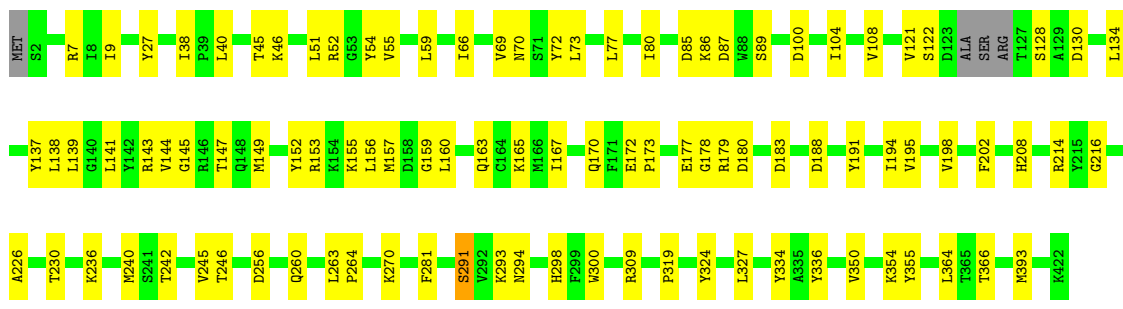 MET S2 R7 I8 I9 Y27 I38 P39 L40 T45 K46 L51 R52 G53 Y54 V55 L59 I66 V69 N70 S71 Y72 L73 L77 I80 D85 K86 D87 W88 S89 D100 I104 V108 V121 S122 D123 ALA SER ARG T127 S128 A129 D130 L134
Y137 L138 L139 G140 L141 Y142 R143 V144 G145 R146 T147 Q148 M149 Y152 R153 K154 K155 L156 M157 D158 G159 L160 Q163 C164 K165 M166 I167 Q170 F171 E172 P173 E177 G178 R179 D180 D183 D188 Y191 I194 V195 V198 F202 H208 R214 Y215 G216
A226 T230 K236 M240 S241 T242 V245 T246 D256 Q260 L263 P264 K270 F281 S291 V292 K293 N294 H298 F299 W300 R309 P319 Y324 L327 Y334 A335 Y336 V350 K354 Y355 L364 T365 T366 M393 K422